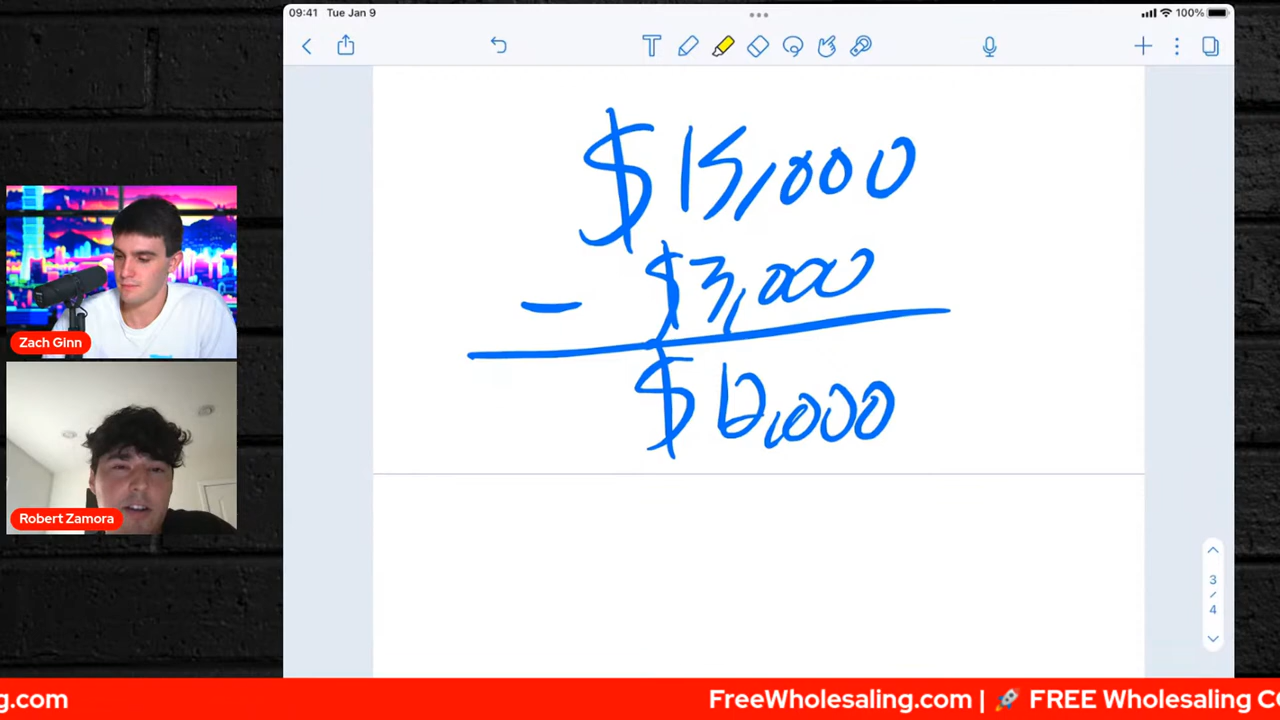 09:41 Tue Jan 9
100%
T
$15,000
- $3,000
$12,000
Zach Ginn
Robert Zamora
3
/
4
g.com
FreeWholesaling.com | 🚀 FREE Wholesaling Co